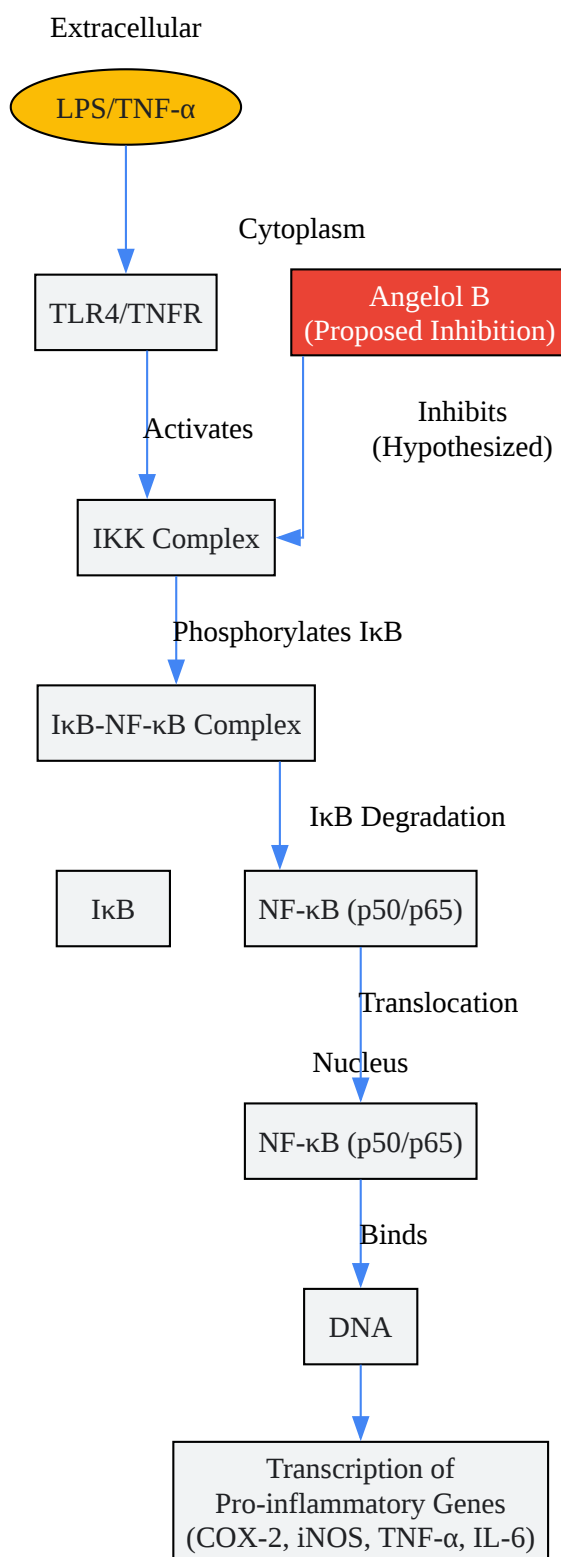 Extracellular
LPS/TNF-α
Cytoplasm
TLR4/TNFR
Angelol B
(Proposed Inhibition)
Activates
Inhibits
(Hypothesized)
IKK Complex
Phosphorylates IκB
IκB-NF-κB Complex
IκB Degradation
IκB
NF-κB (p50/p65)
Translocation
Nucleus
NF-κB (p50/p65)
Binds
DNA
Transcription of
Pro-inflammatory Genes
(COX-2, iNOS, TNF-α, IL-6)